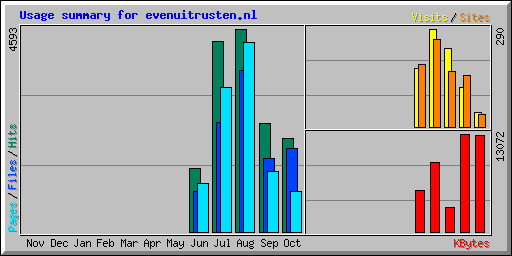 Usage summary for evenuitrusten.nl
Visits/Sites
4593
290
Pages/Files/Hits
13072
Nov Dec Jan Feb Mar Apr May Jun Jul Aug Sep Oct
KBytes